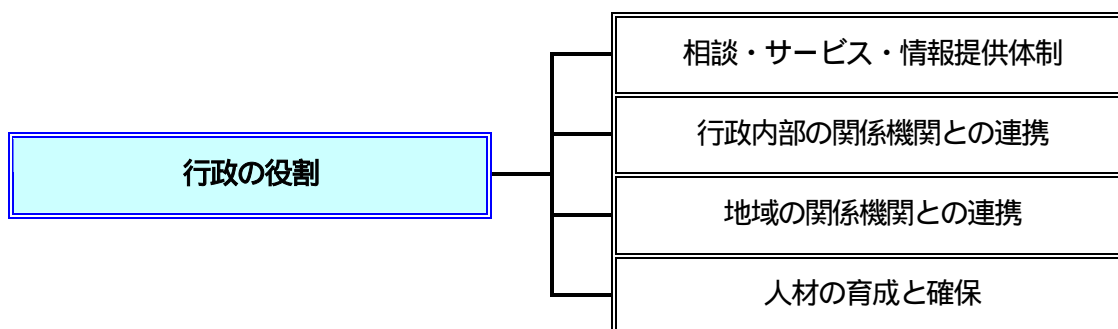 行政の役割
相談・サービス・情報提供体制
行政内部の関係機関との連携
地域の関係機関との連携
人材の育成と確保